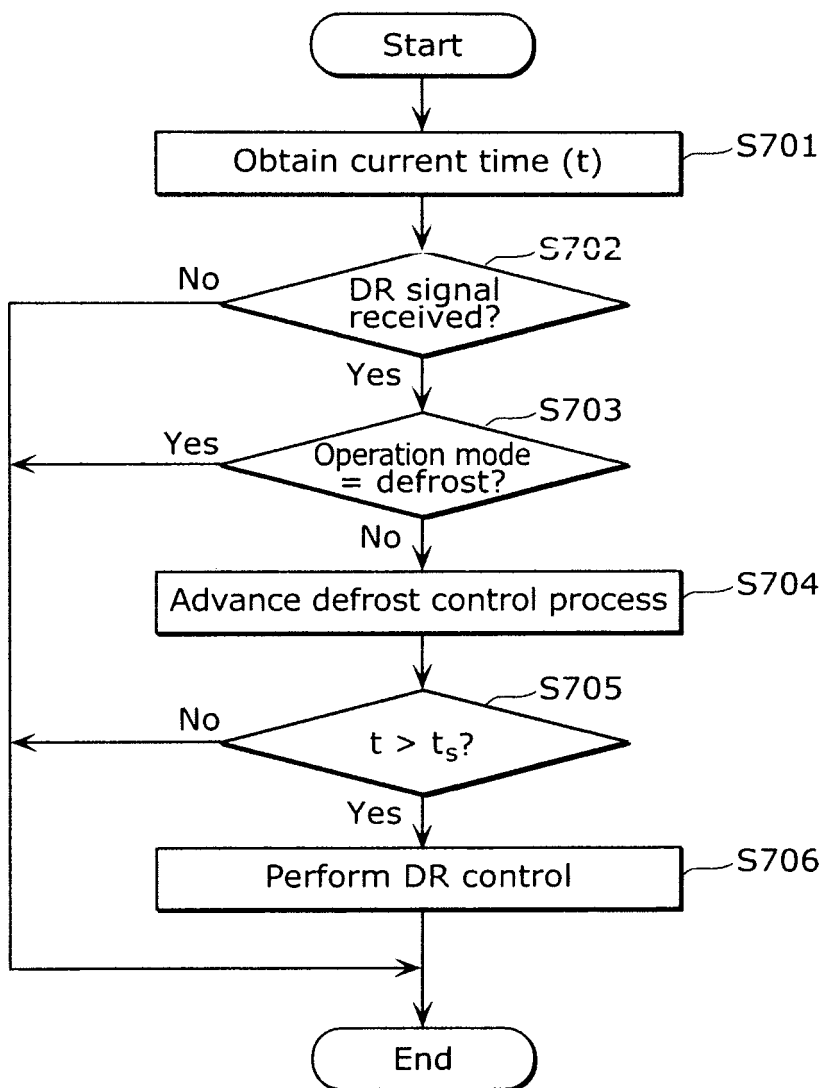 Start
Obtain current time (t)
S701
S702
No
DR signal
received?
Yes
S703
Yes
Operation mode
= defrost?
No
S704
Advance defrost control process
S705
No
t > ts?
Yes
S706
Perform DR control
End